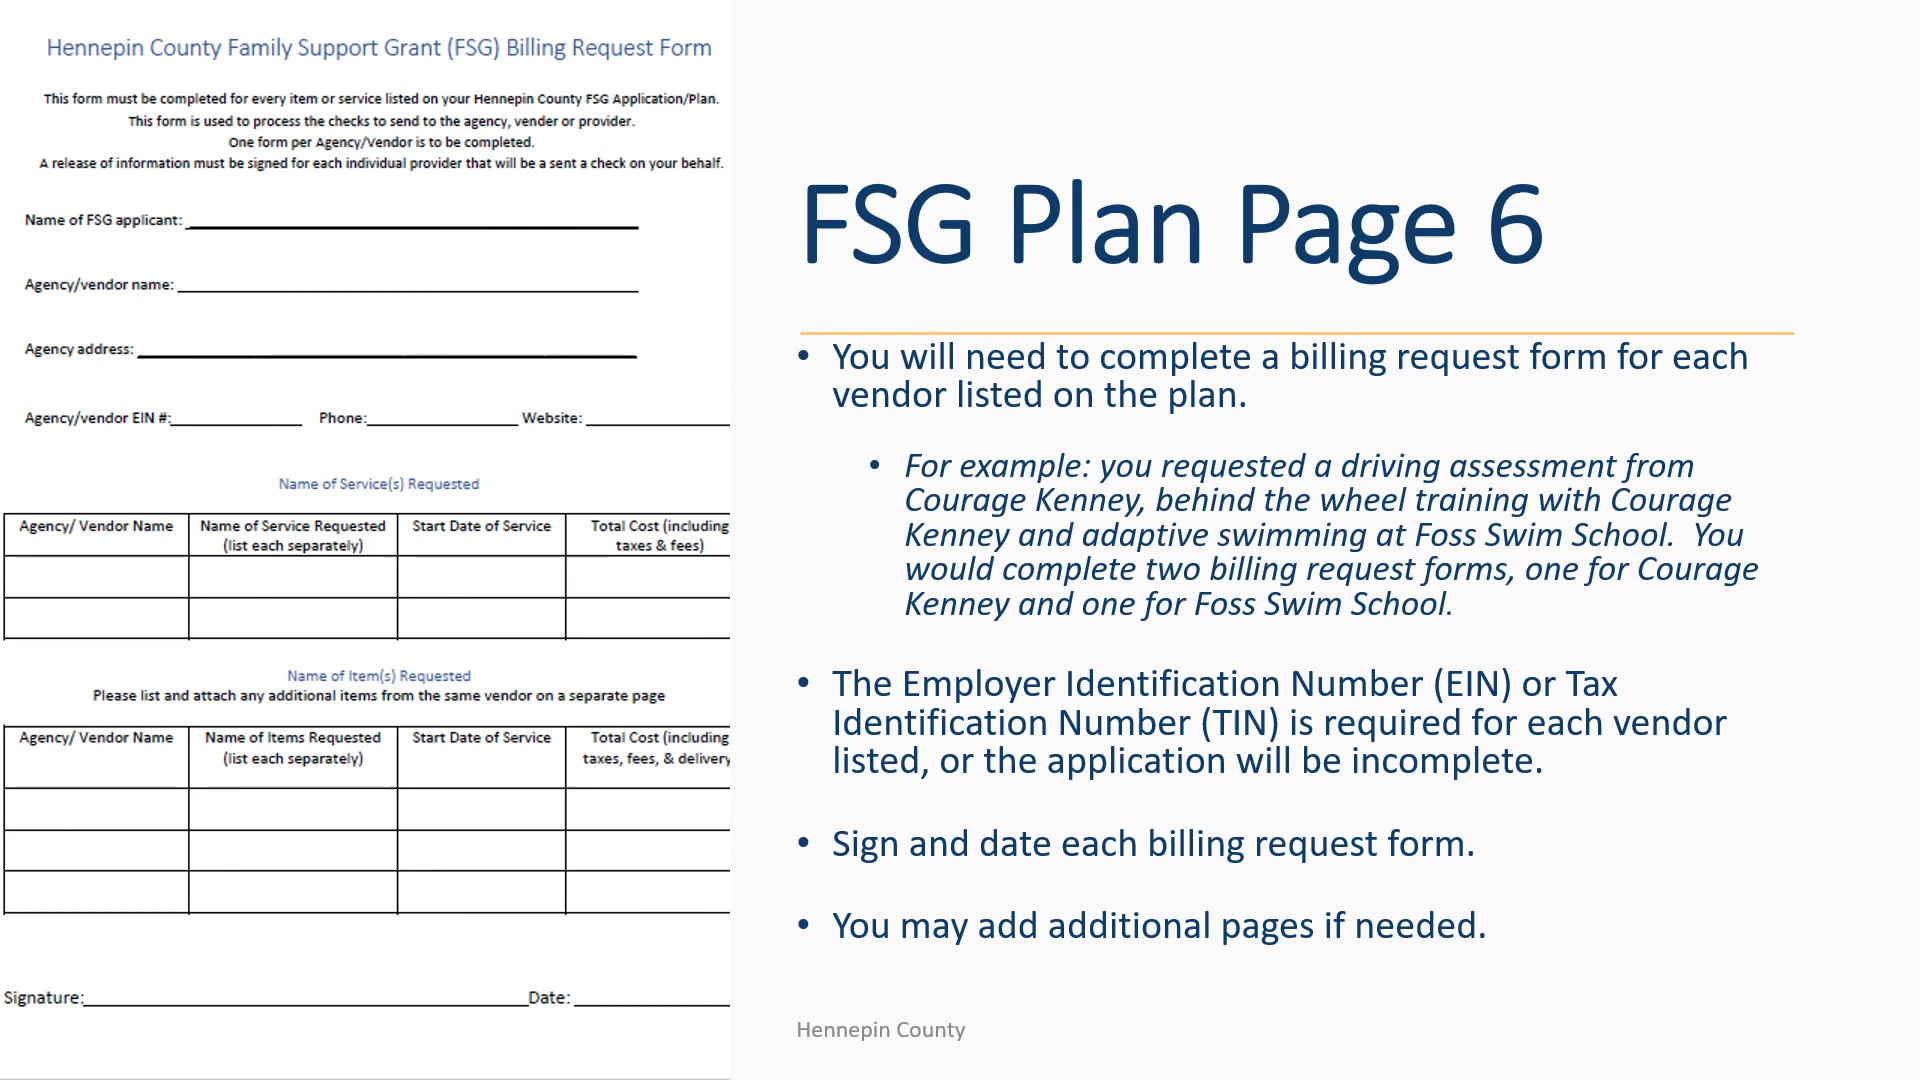 Hennepin County Family Support Grant (FSG) Billing Request Form
This form must be completed for every item or service listed on your Hennepin County FSG Application/Plan.
This form is used to process the checks to send to the agency, vender or provider.
One form per Agency/Vendor is to be completed.
A release of information must be signed for each individual provider that will be a sent a check on your behalf.
Name of FSG applicant:
Agency/vendor name:
Agency address:
Agency/vendor EIN #: Phone: Website:
Name of Service(s) Requested
Agency/ Vendor Name Name of Service Requested Start Date of Service Total Cost (including
(list each separately) taxes & fees)
Name of Item(s) Requested
Please list and attach any additional items from the same vendor on a separate page
Agency/ Vendor Name Name of Items Requested Start Date of Service Total Cost (including
(list each separately) taxes, fees, & delivery
Signature: Date:
FSG Plan Page 6
• You will need to complete a billing request form for each
vendor listed on the plan.
• For example: you requested a driving assessment from
Courage Kenney, behind the wheel training with Courage
Kenney and adaptive swimming at Foss Swim School. You
would complete two billing request forms, one for Courage
Kenney and one for Foss Swim School.
• The Employer Identification Number (EIN) or Tax
Identification Number (TIN) is required for each vendor
listed, or the application will be incomplete.
• Sign and date each billing request form.
• You may add additional pages if needed.
Hennepin County